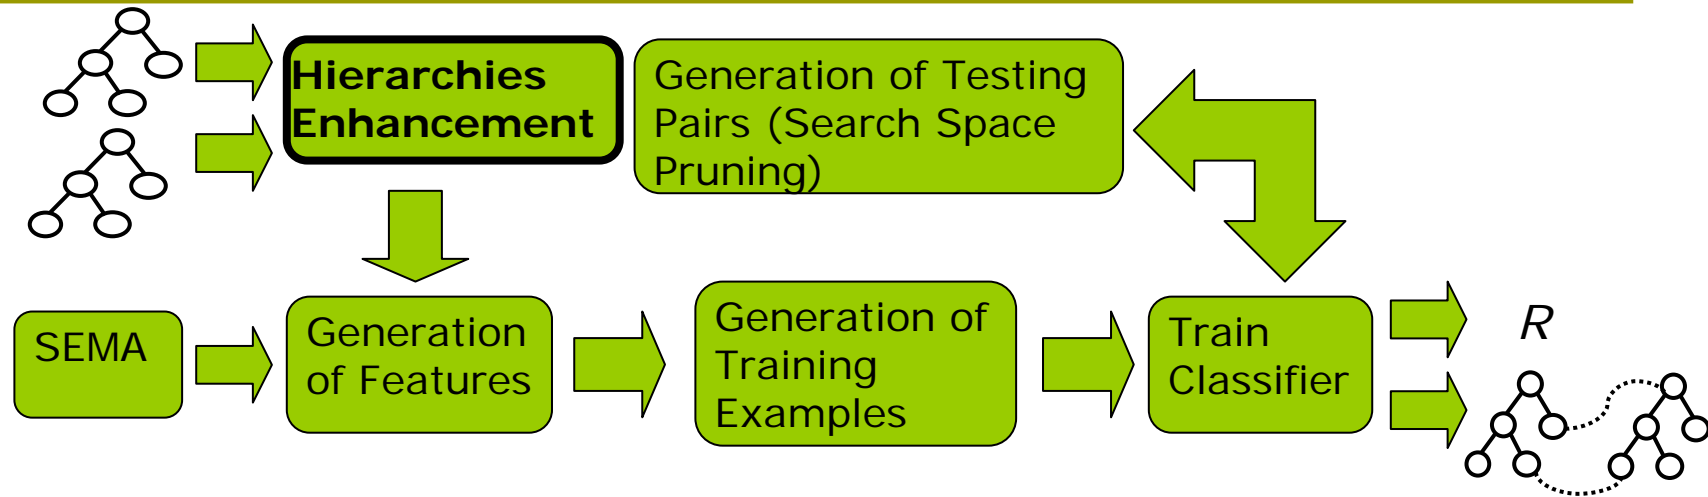 Hierarchies
Enhancement
Generation of Testing
Pairs (Search Space
Pruning)
SEMA
Generation
of Features
Generation of
Training
Examples
Train
Classifier
R